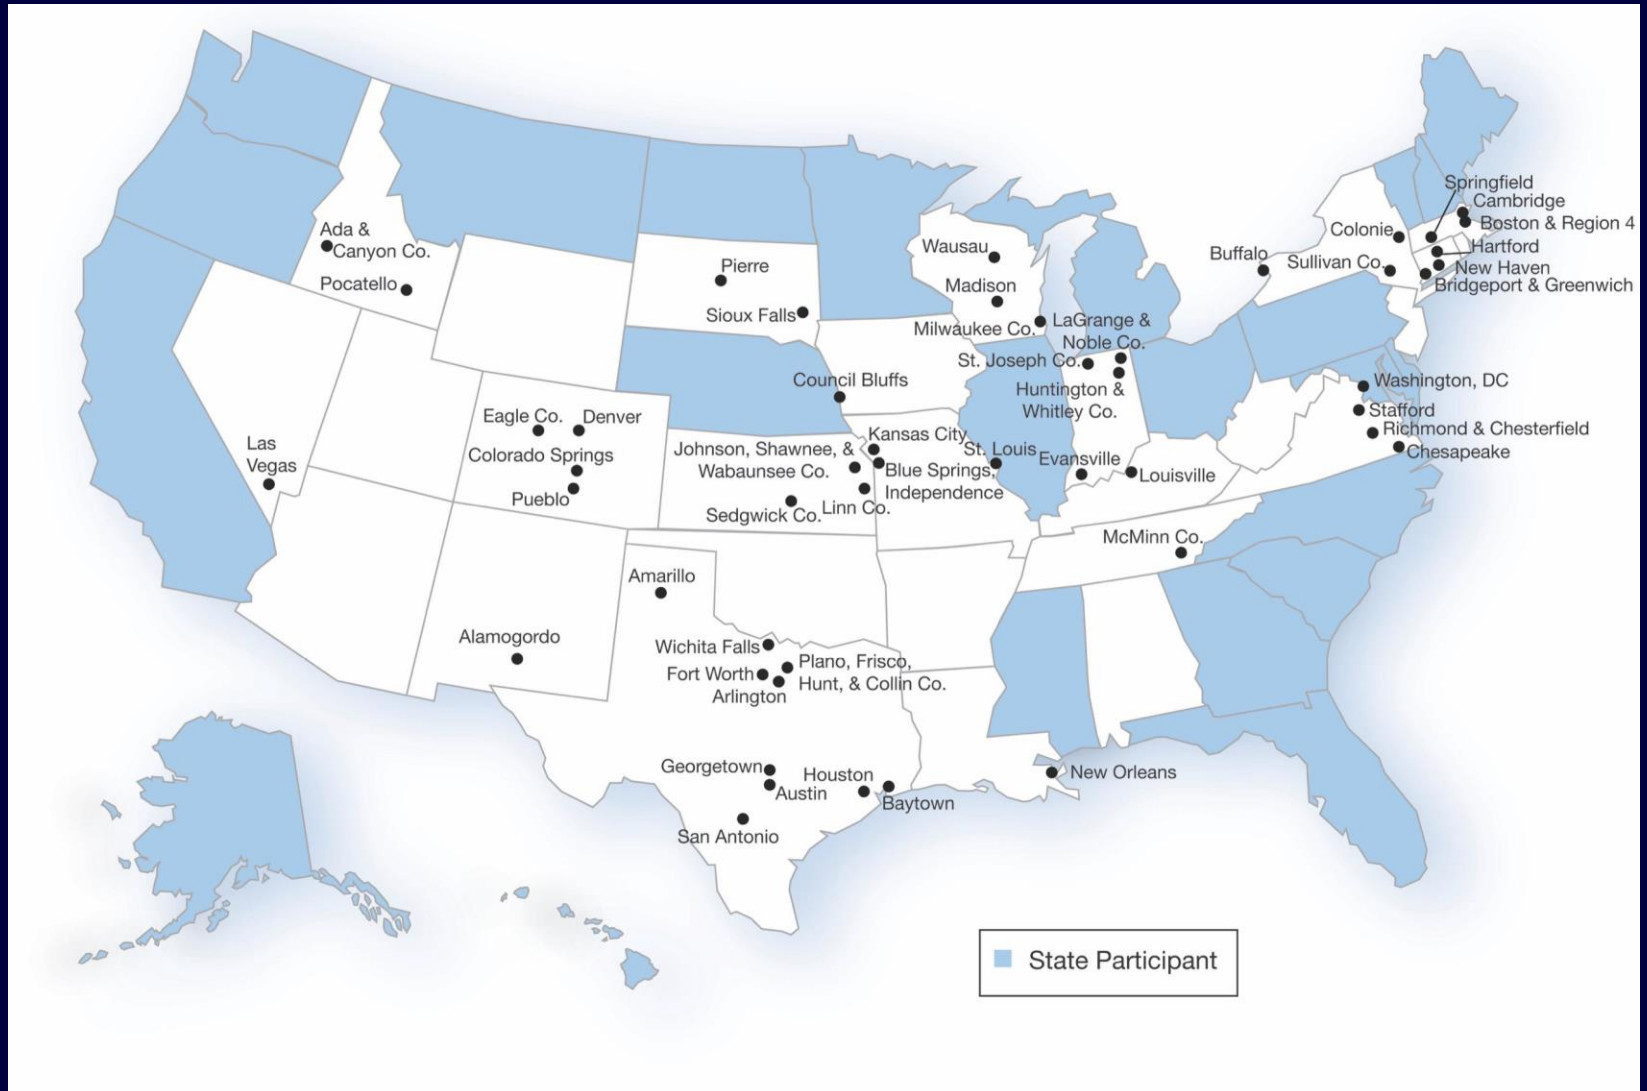 Springfield
Cambridge
Boston & Region 4
Colonie
Hartford
Buffalo
Sullivan Co.
New Haven
Bridgeport & Greenwich
Ada &
Canyon Co.
Pocatello
Pierre
Sioux Falls
Wausau
Madison
Milwaukee Co.
LaGrange &
Noble Co.
St. Joseph Co.
Huntington &
Whitley Co.
Council Bluffs
Washington, DC
Stafford
Richmond & Chesterfield
Chesapeake
Eagle Co.
Denver
Colorado Springs
Pueblo
Las
Vegas
Johnson, Shawnee, &
Wabaunsee Co.
Sedgwick Co.
Linn Co.
Kansas City
Blue Springs,
Independence
St. Louis
Evansville
Louisville
McMinn Co.
Amarillo
Alamogordo
Wichita Falls
Fort Worth
Arlington
Plano, Frisco,
Hunt, & Collin Co.
Georgetown
Austin
Houston
Baytown
San Antonio
New Orleans
State Participant